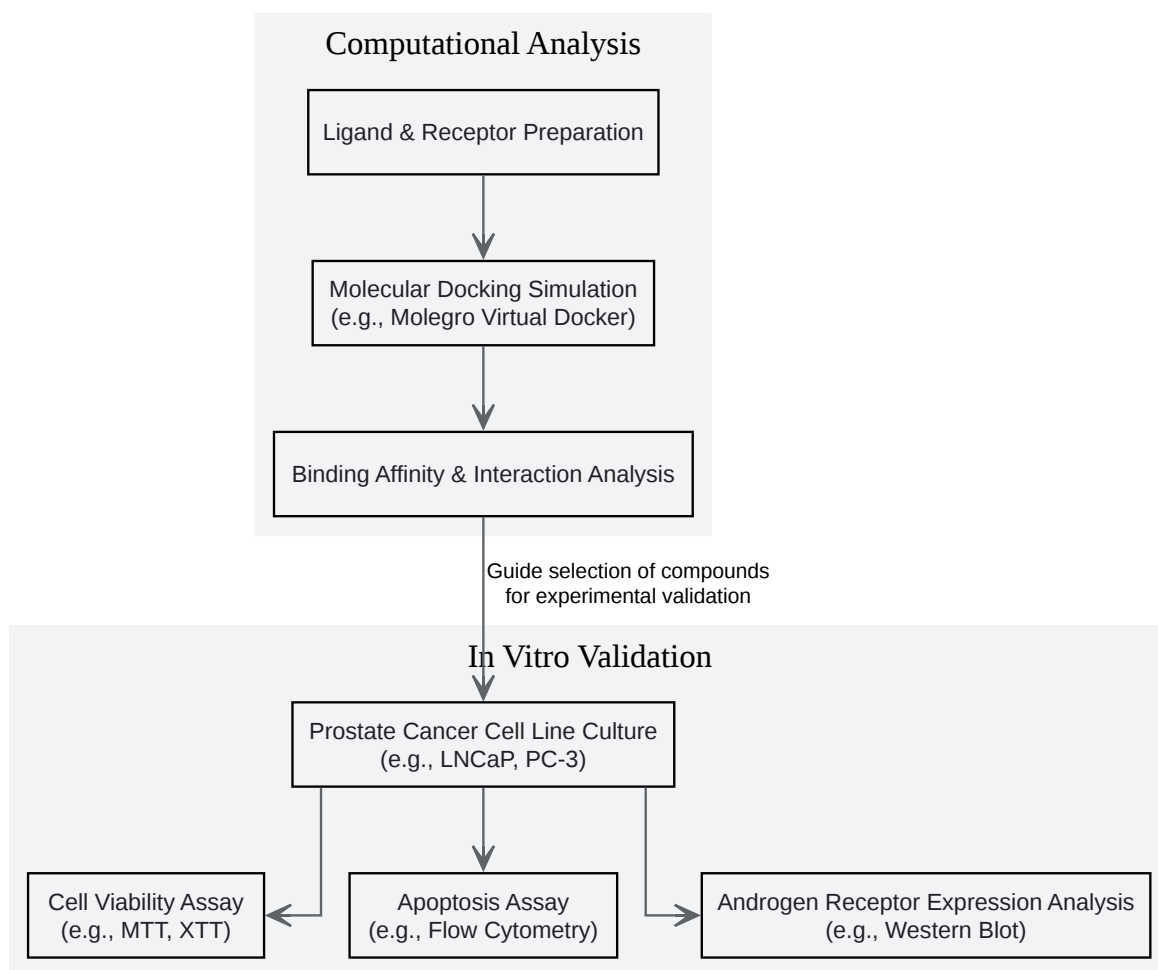 Computational Analysis
Ligand & Receptor Preparation
Molecular Docking Simulation
(e.g., Molegro Virtual Docker)
Binding Affinity & Interaction Analysis
Guide selection of compounds
for experimental validation
In Vitro Validation
Prostate Cancer Cell Line Culture
(e.g., LNCaP, PC-3)
Cell Viability Assay
(e.g., MTT, XTT)
Apoptosis Assay
(e.g., Flow Cytometry)
Androgen Receptor Expression Analysis
(e.g., Western Blot)